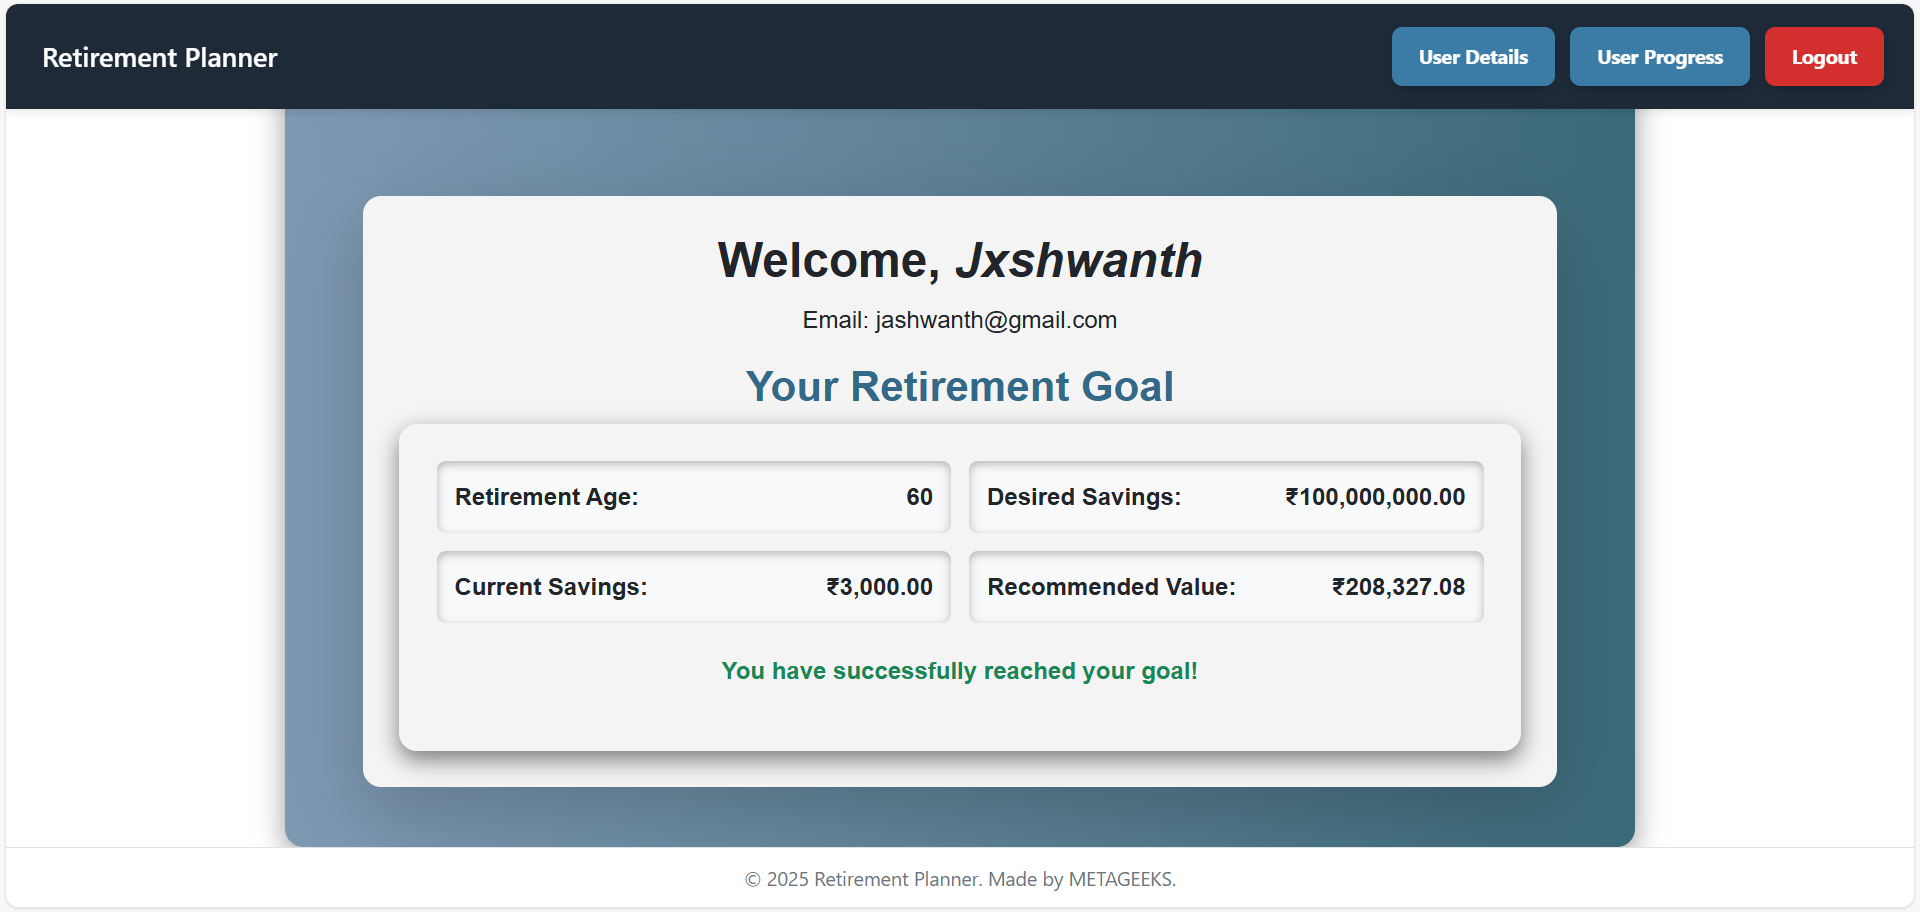 Retirement Planner
User Details
User Progress
Logout
Welcome, Jxshwanth
Email: jashwanth@gmail.com
Your Retirement Goal
Retirement Age: 60
Desired Savings: ₹100,000,000.00
Current Savings: ₹3,000.00
Recommended Value: ₹208,327.08
You have successfully reached your goal!
© 2025 Retirement Planner. Made by METAGEEKS.